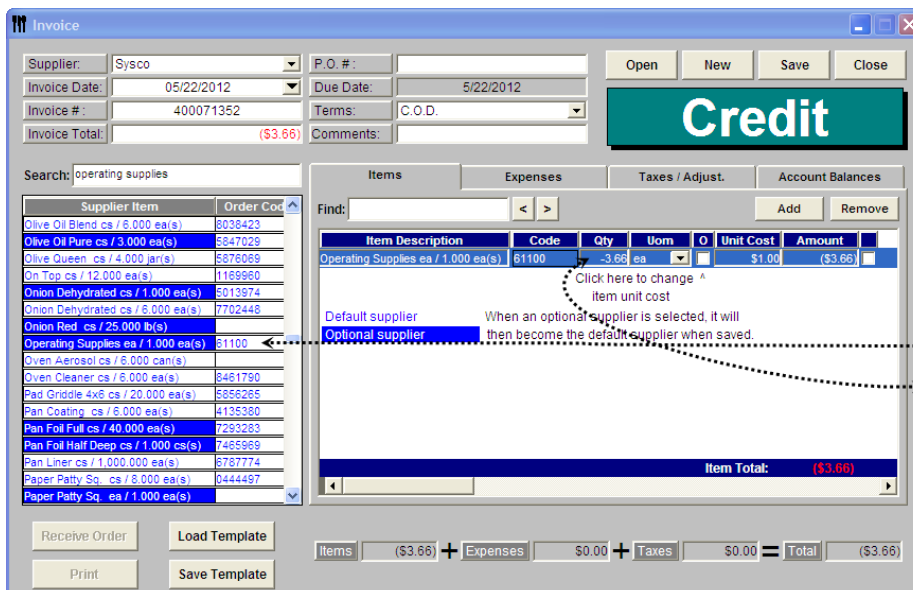 Invoice
Supplier: Sysco P.O. # : Open New Save Close
Invoice Date: 05/22/2012 Due Date: 5/22/2012
Invoice # : 400071352 Terms: C.O.D. Credit
Invoice Total: ($3.66) Comments:
Search: operating supplies Items Expenses Taxes / Adjust. Account Balances
Find: < > Add Remove
Supplier Item Order Cod
Olive Oil Blend cs / 6.000 ea(s) 8038423
Olive Oil Pure cs / 3.000 ea(s) 5847029
Olive Queen cs / 4.000 jar(s) 5876069
On Top cs / 12.000 ea(s) 1169960
Onion Dehydrated cs / 1.000 ea(s) 5013974
Onion Dehydrated cs / 6.000 ea(s) 7702448
Onion Red cs / 25.000 lb(s)
Operating Supplies ea / 1.000 ea(s) 61100
Oven Aerosol cs / 6.000 can(s)
Oven Cleaner cs / 6.000 ea(s) 8461790
Pad Griddle 4x6 cs / 20.000 ea(s) 5856265
Pan Coating cs / 6.000 ea(s) 4135380
Pan Foil Full cs / 40.000 ea(s) 7293283
Pan Foil Half Deep cs / 1.000 cs(s) 7465969
Pan Liner cs / 1,000.000 ea(s) 6787774
Paper Patty Sq. cs / 8.000 ea(s) 0444497
Paper Patty Sq. ea / 1.000 ea(s)
Item Description Code Qty Uom O Unit Cost Amount
Operating Supplies ea / 1.000 ea(s) 61100 -3.66 ea $1.00 ($3.66)
Click here to change ^
item unit cost
Default supplier When an optional supplier is selected, it will
Optional supplier then become the default supplier when saved.
Item Total: ($3.66)
Receive Order Load Template
Print Save Template
Items ($3.66) + Expenses $0.00 + Taxes $0.00 = Total ($3.66)